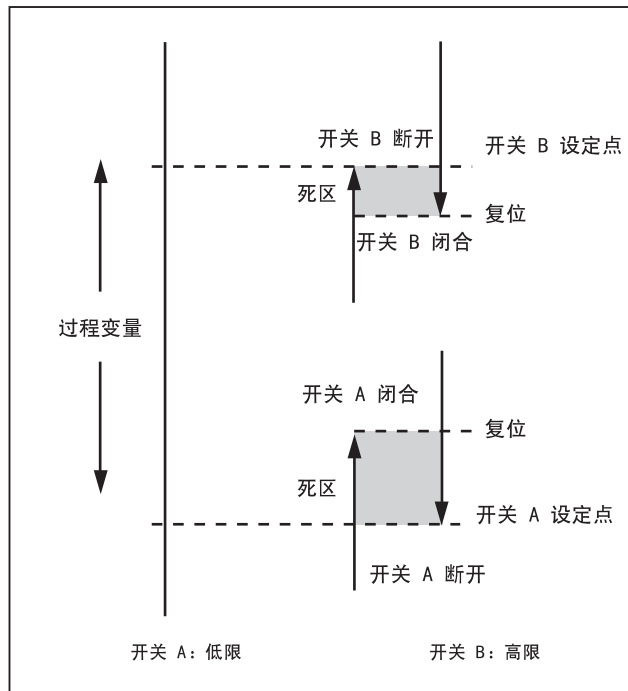 开关 B 断开
开关 B 设定点
死区
复位
开关 B 闭合
过程变量
开关 A 闭合
复位
死区
开关 A 设定点
开关 A 断开
开关 A: 低限
开关 B: 高限